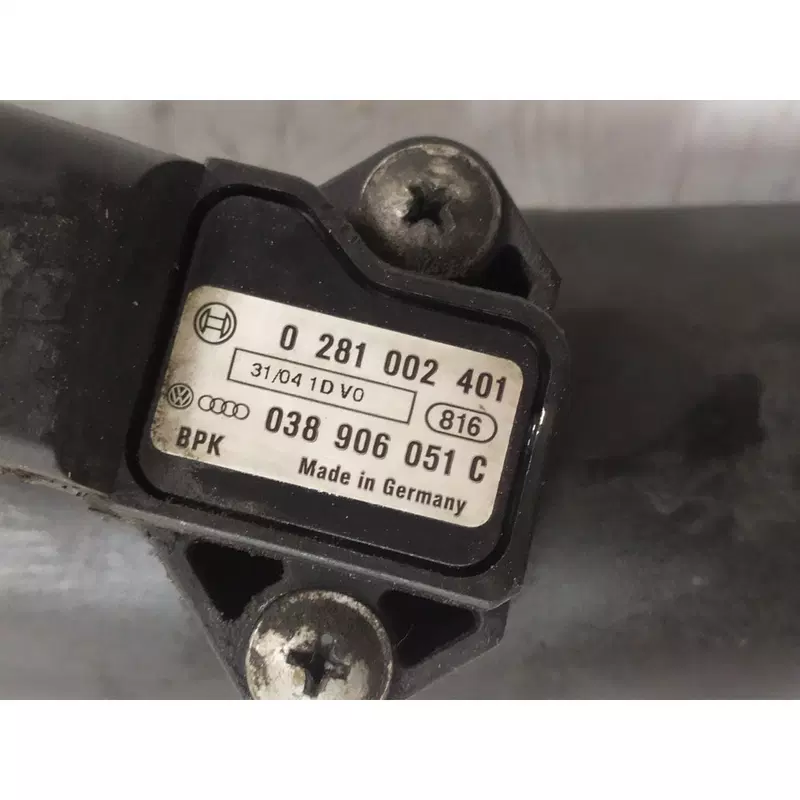 0 281 002 401
31/04 1D V0
816
038 906 051 C
BPK
Made in Germany